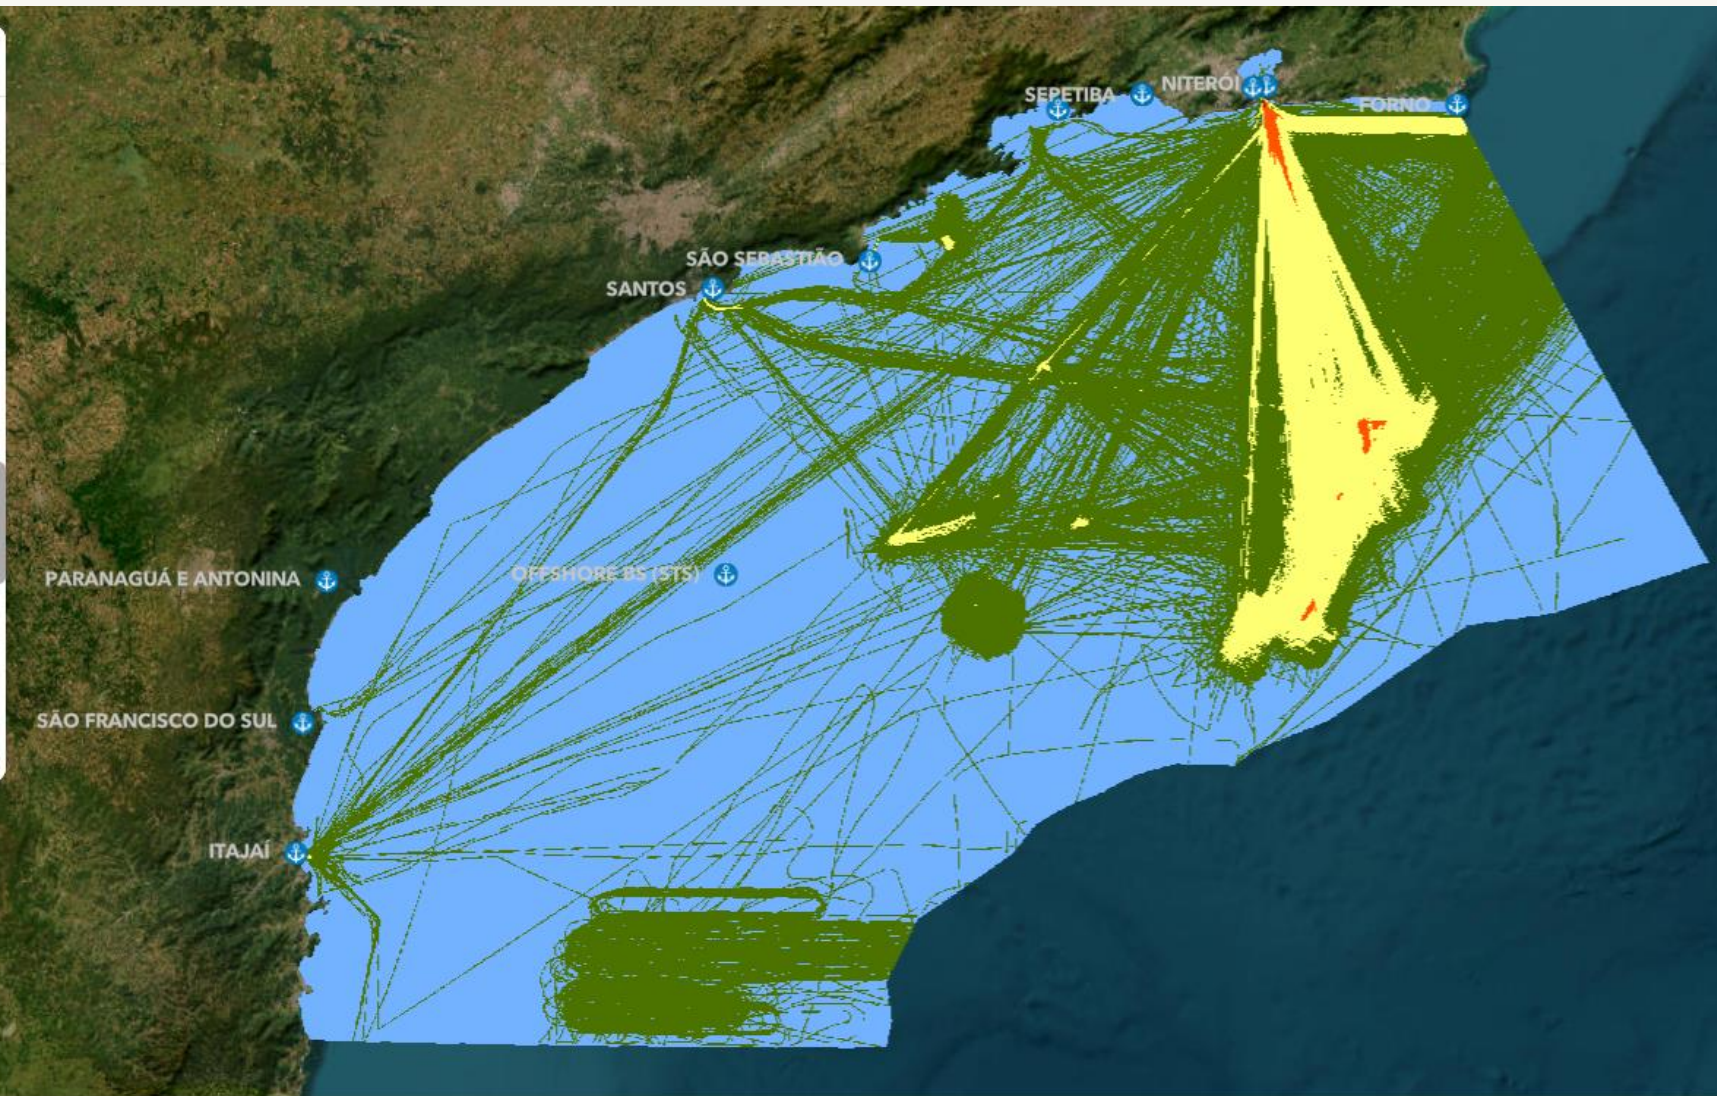 NITERÓI
SEPETIBA
FORNO
SÃO SEBASTIÃO
SANTOS
OFFSHORE BS (STS)
PARANAGUÁ E ANTONINA
SÃO FRANCISCO DO SUL
ITAJAÍ